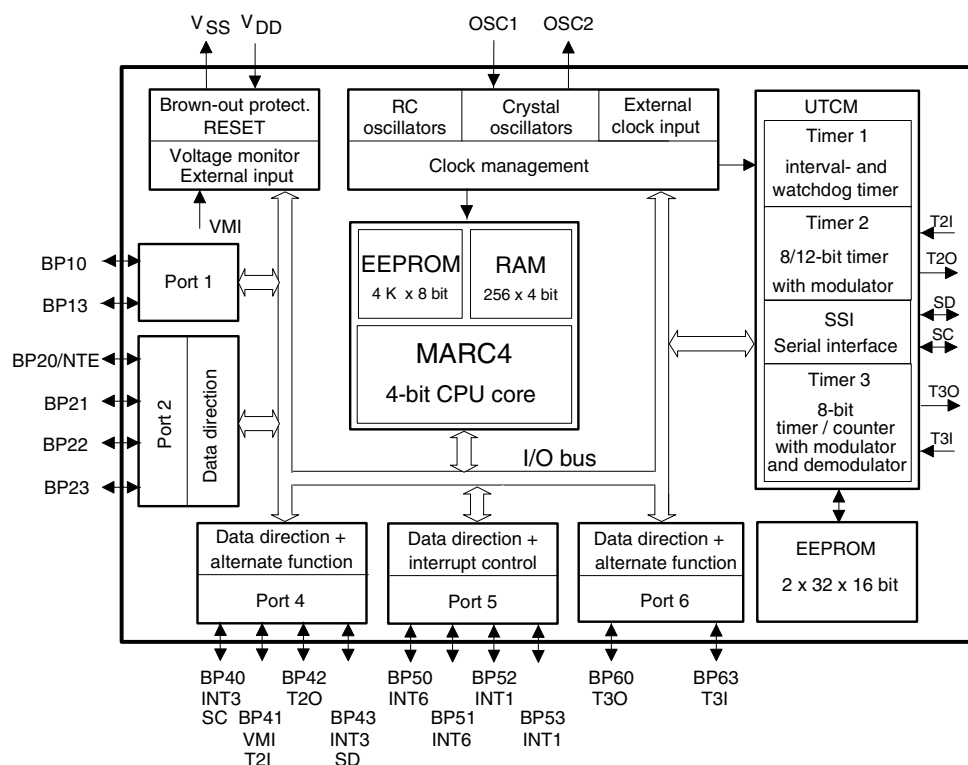 VSS
VDD
OSC1
OSC2
Brown-out protect.
RESET
Voltage monitor
External input
VMI
RC
oscillators
Crystal
oscillators
External
clock input
Clock management
UTCM
Timer 1
interval- and
watchdog timer
Timer 2
8/12-bit timer
with modulator
SSI
Serial interface
Timer 3
8-bit
timer / counter
with modulator
and demodulator
T2I
T2O
SD
SC
T3O
T3I
BP10
BP13
Port 1
EEPROM
4 K x 8 bit
RAM
256 x 4 bit
MARC4
4-bit CPU core
BP20/NTE
BP21
BP22
BP23
Port 2
Data direction
I/O bus
Data direction +
alternate function
Port 4
Data direction +
interrupt control
Port 5
Data direction +
alternate function
Port 6
EEPROM
2 x 32 x 16 bit
BP40
INT3
SC
BP41
VMI
T2I
BP42
T2O
BP43
INT3
SD
BP50
INT6
BP51
INT6
BP52
INT1
BP53
INT1
BP60
T3O
BP63
T3I